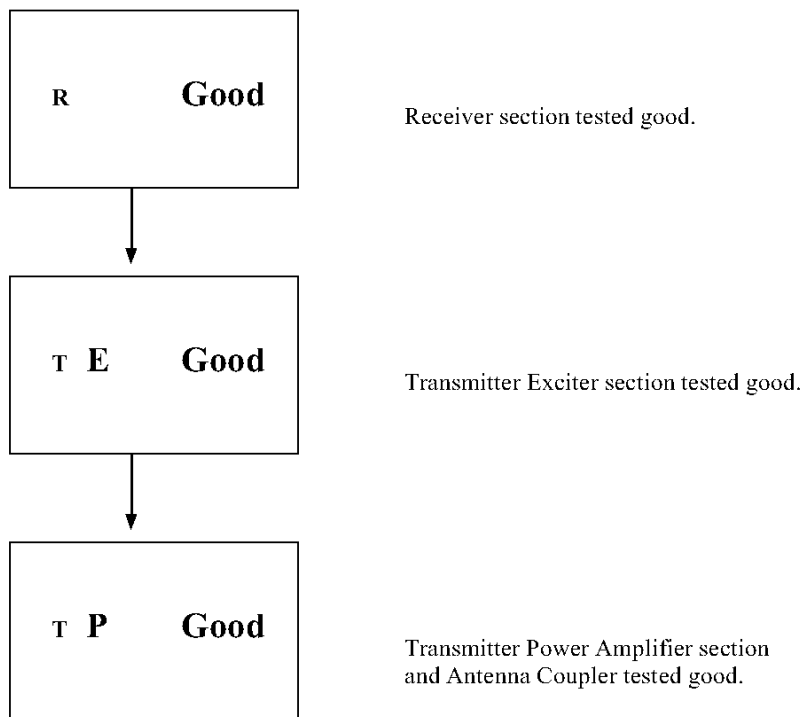 R Good
Receiver section tested good.
T E Good
Transmitter Exciter section tested good.
T P Good
Transmitter Power Amplifier section
and Antenna Coupler tested good.